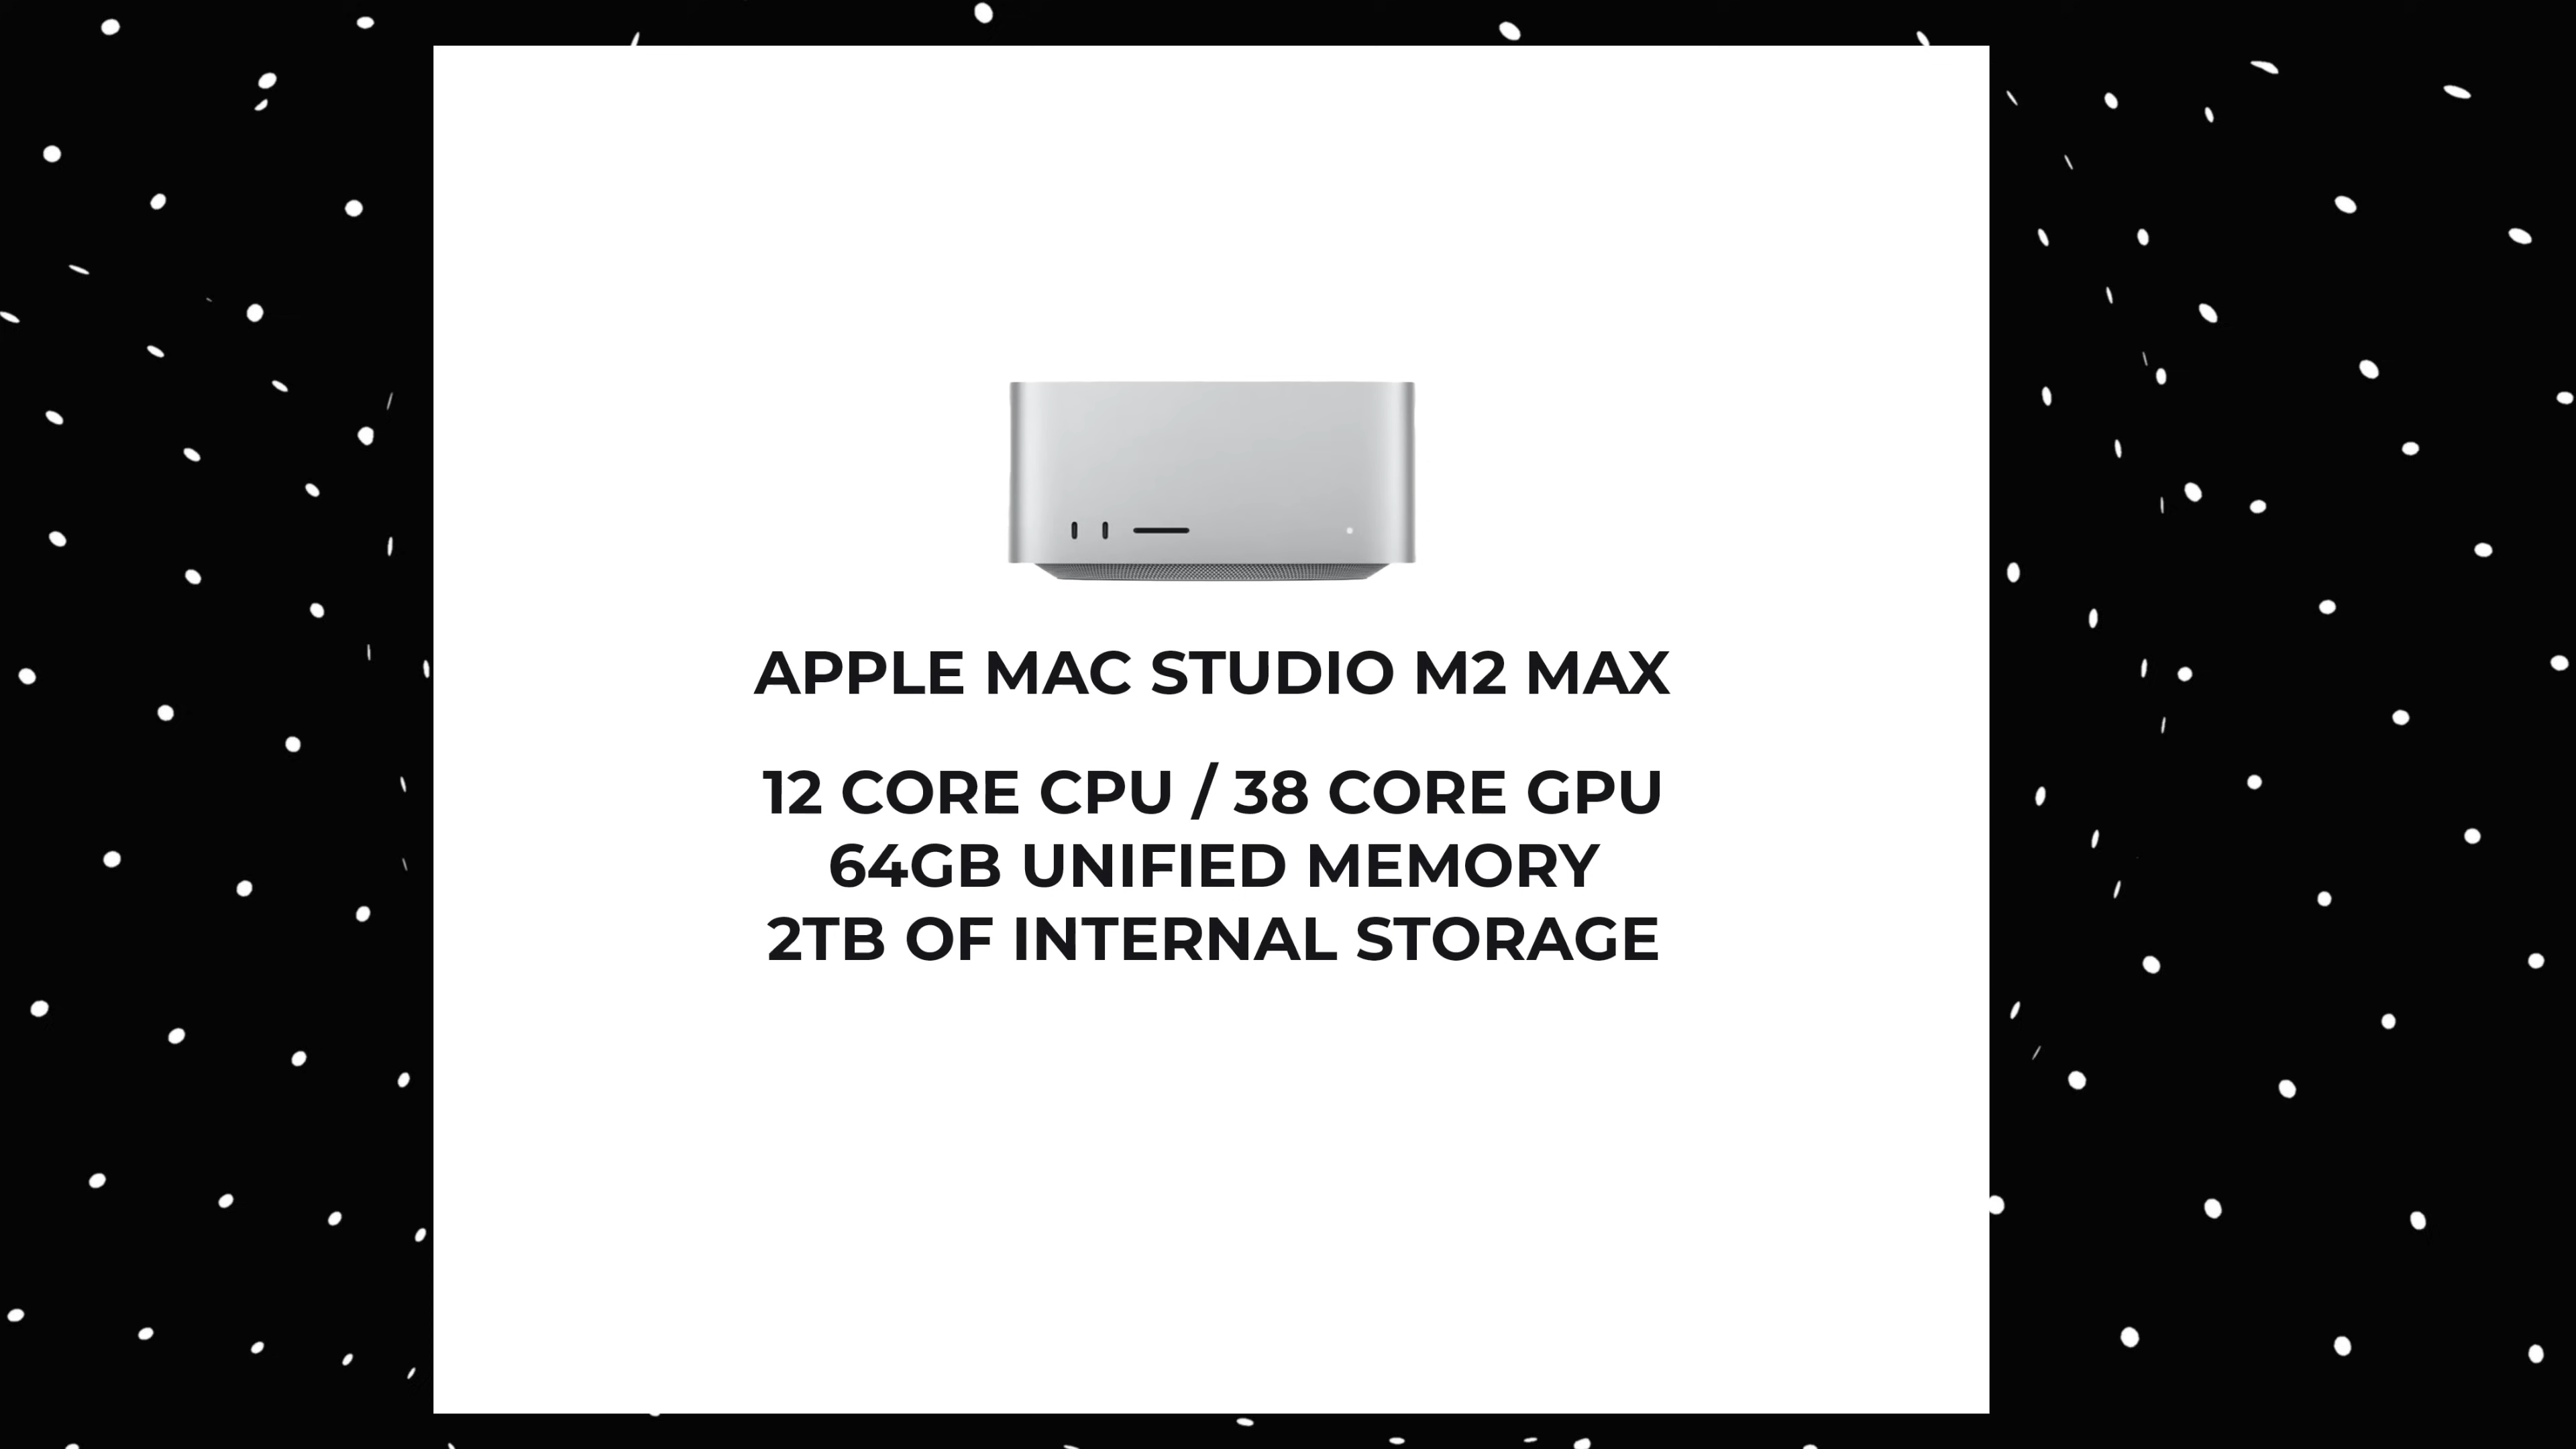 APPLE MAC STUDIO M2 MAX
12 CORE CPU / 38 CORE GPU
64GB UNIFIED MEMORY
2TB OF INTERNAL STORAGE